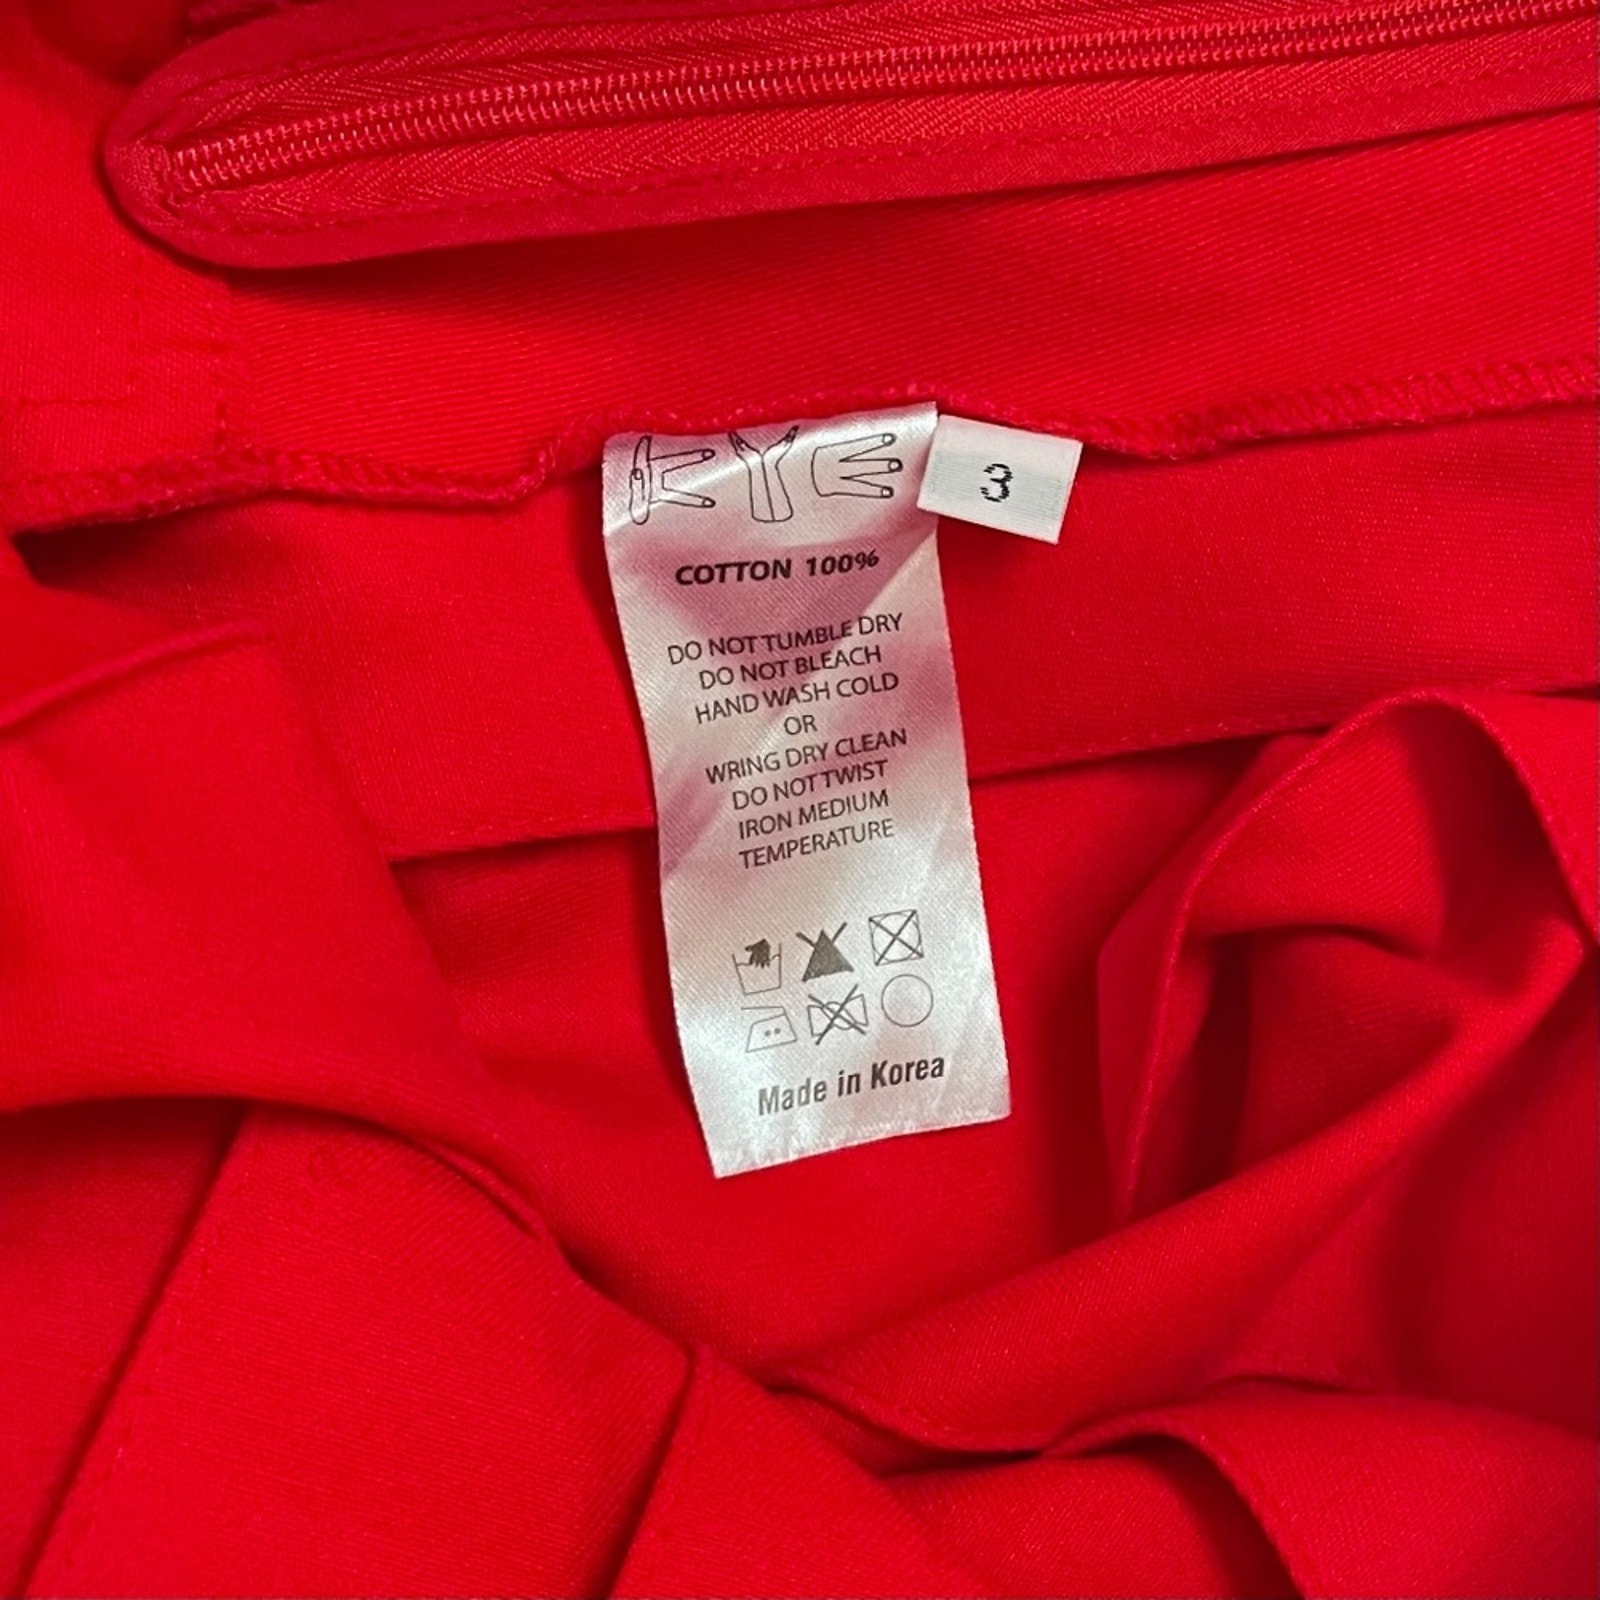 KYE
3
COTTON 100%
DO NOT TUMBLE DRY
DO NOT BLEACH
HAND WASH COLD
OR
WRING DRY CLEAN
DO NOT TWIST
IRON MEDIUM
TEMPERATURE
Made in Korea